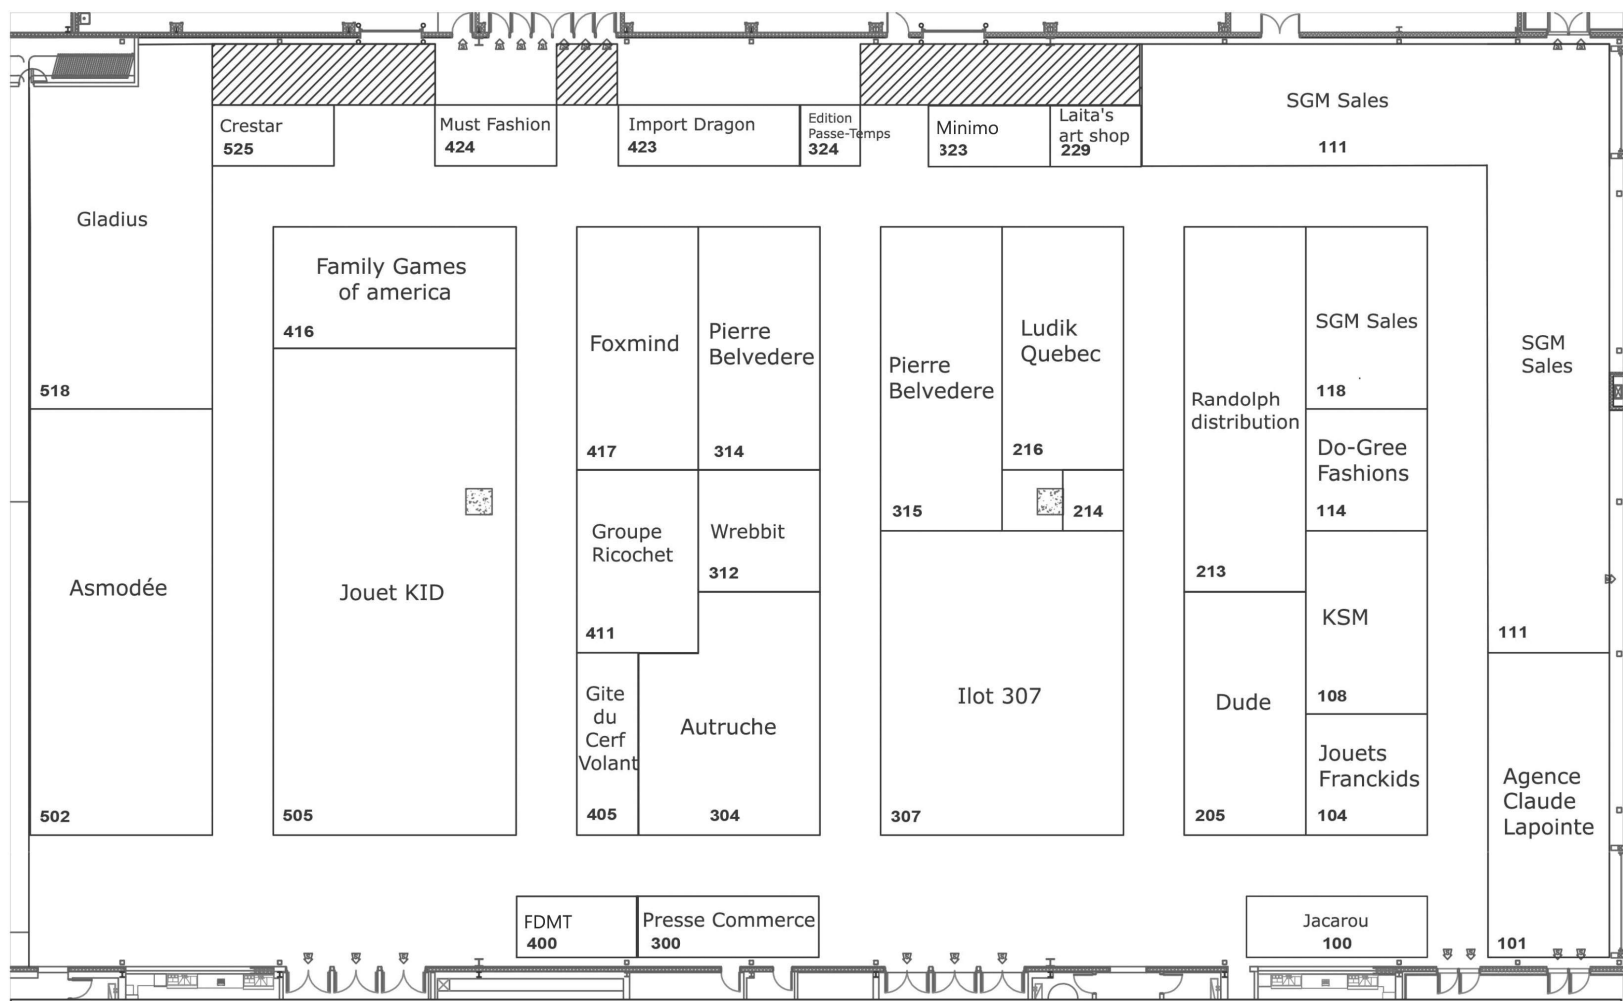 Crestar
525
Must Fashion
424
Import Dragon
423
Edition
Passe-Temps
324
Minimo
323
Laita's
art shop
229
SGM Sales
111
Gladius
518
Family Games
of america
416
Foxmind
417
Pierre
Belvedere
314
Pierre
Belvedere
315
Ludik
Quebec
216
214
Randolph
distribution
213
SGM Sales
118
Do-Gree
Fashions
114
SGM
Sales
111
Asmodée
502
Jouet KID
505
Groupe
Ricochet
411
Wrebbit
312
Gite
du
Cerf
Volant
405
Autruche
304
Ilot 307
307
Dude
205
KSM
108
Jouets
Franckids
104
Agence
Claude
Lapointe
101
FDMT
400
Presse Commerce
300
Jacarou
100